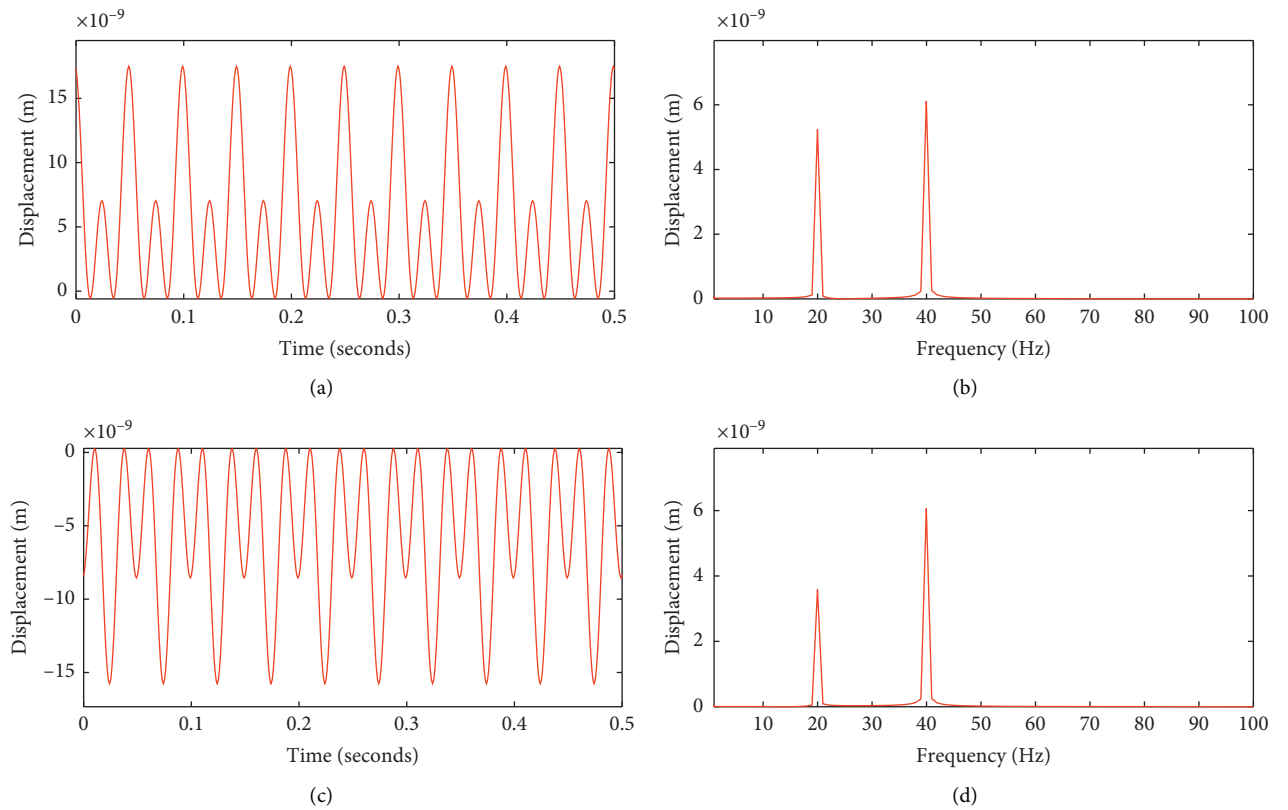 ×10⁻⁹
15
10
5
0
Displacement (m)
0 0.1 0.2 0.3 0.4 0.5
Time (seconds)
(a)
×10⁻⁹
6
4
2
0
Displacement (m)
10 20 30 40 50 60 70 80 90 100
Frequency (Hz)
(b)
×10⁻⁹
0
−5
−10
−15
Displacement (m)
0 0.1 0.2 0.3 0.4 0.5
Time (seconds)
(c)
×10⁻⁹
6
4
2
0
Displacement (m)
10 20 30 40 50 60 70 80 90 100
Frequency (Hz)
(d)